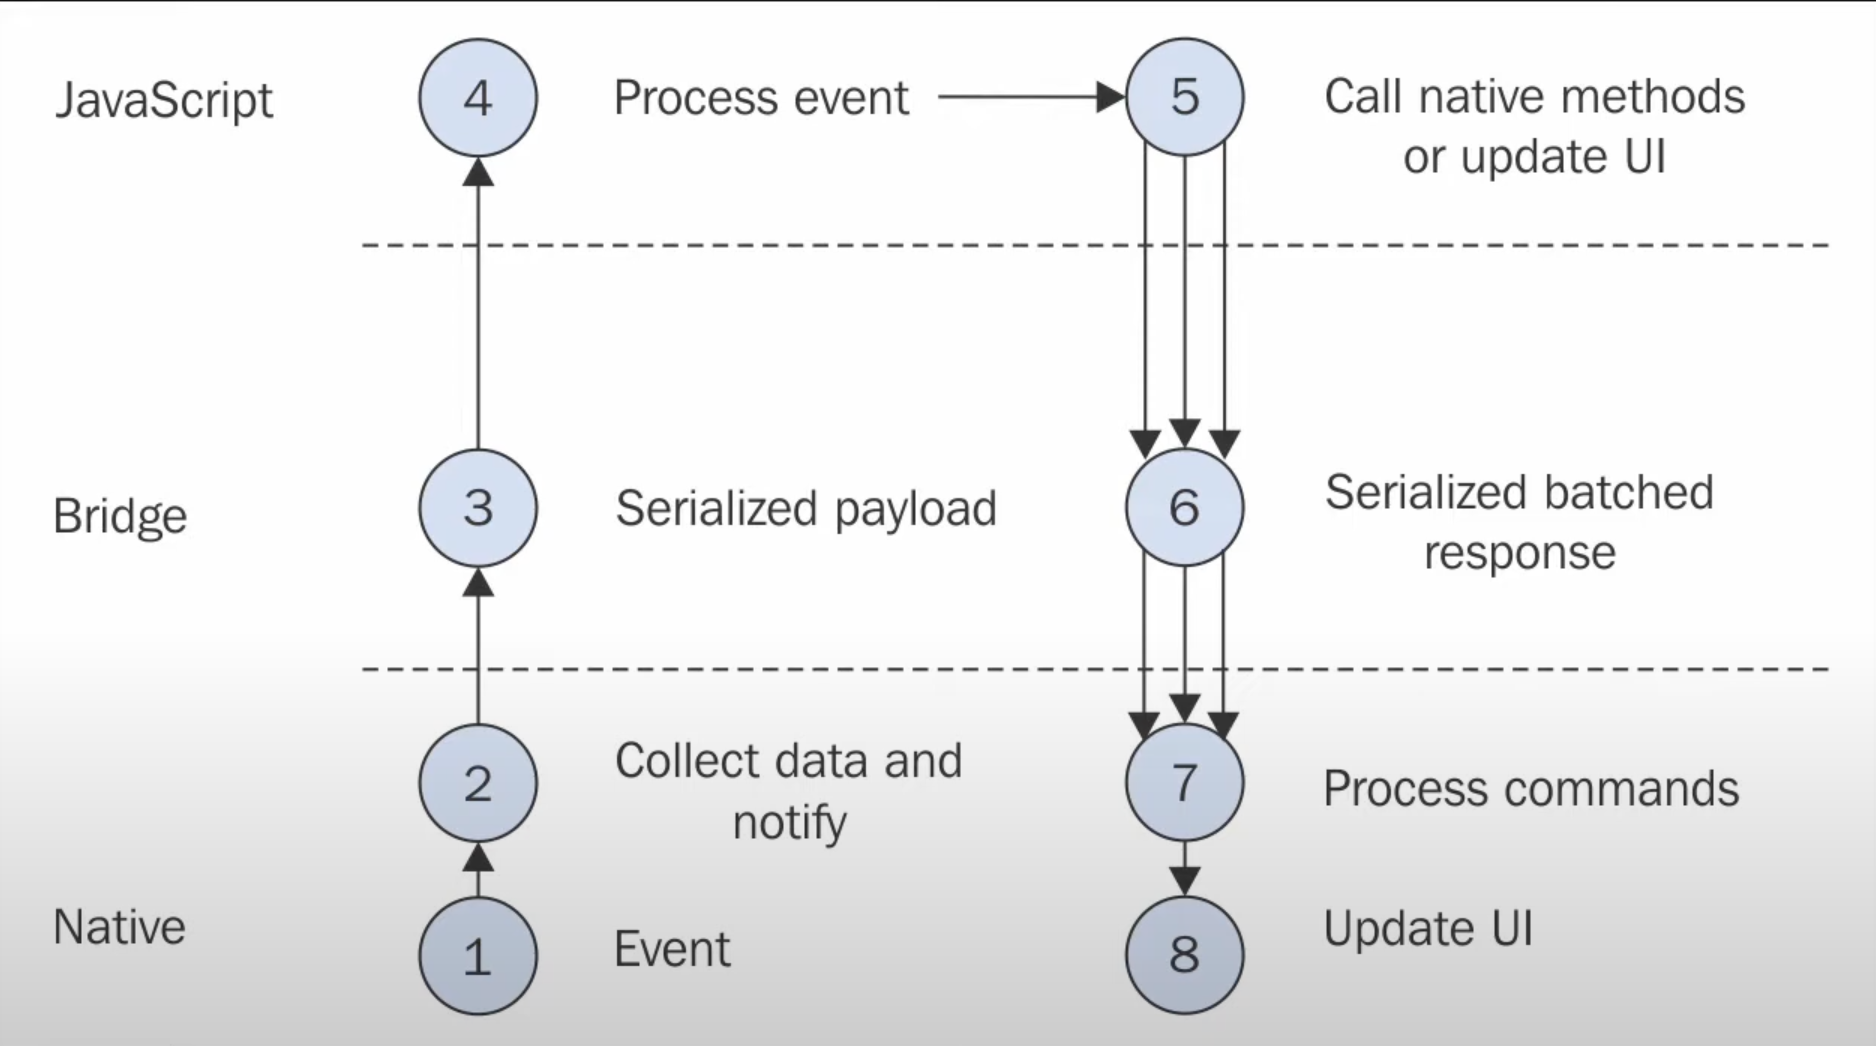 JavaScript
4
Process event
5
Call native methods
or update UI
Bridge
3
Serialized payload
6
Serialized batched
response
2
Collect data and
notify
7
Process commands
Native
1
Event
8
Update UI